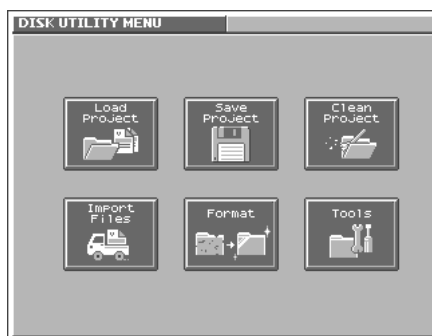 DISK UTILITY MENU
Load
Project
Save
Project
Clean
Project
Import
Files
Format
Tools